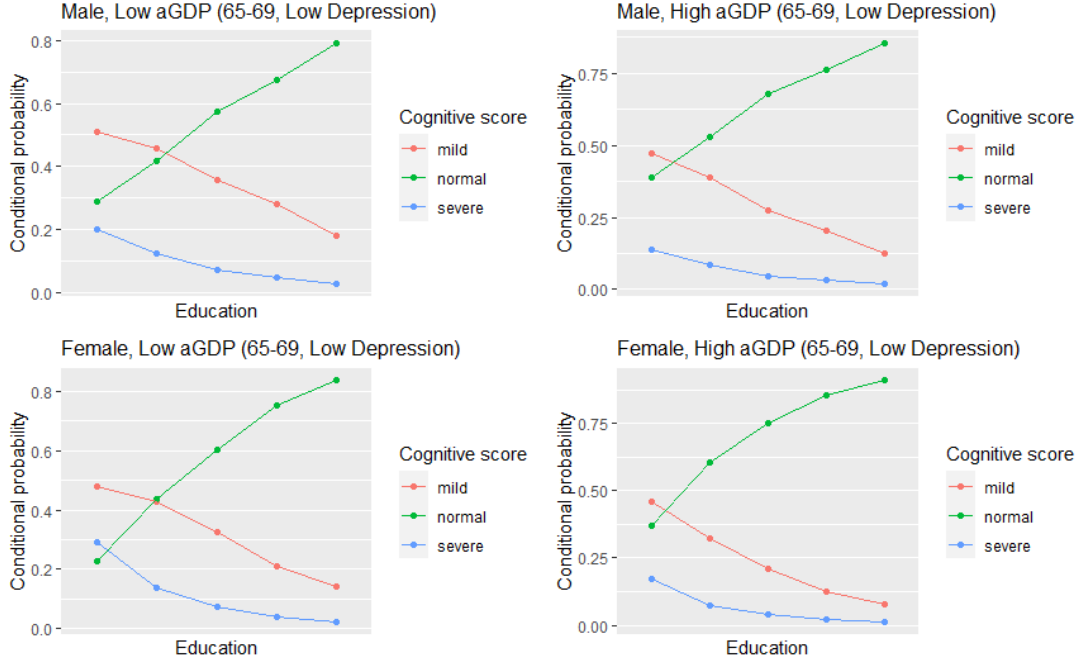 Male, Low aGDP (65-69, Low Depression)
Conditional probability
0.8
0.6
0.4
0.2
0.0
Education
Cognitive score
mild
normal
severe
Male, High aGDP (65-69, Low Depression)
Conditional probability
0.75
0.50
0.25
0.00
Education
Cognitive score
mild
normal
severe
Female, Low aGDP (65-69, Low Depression)
Conditional probability
0.8
0.6
0.4
0.2
0.0
Education
Cognitive score
mild
normal
severe
Female, High aGDP (65-69, Low Depression)
Conditional probability
0.75
0.50
0.25
0.00
Education
Cognitive score
mild
normal
severe